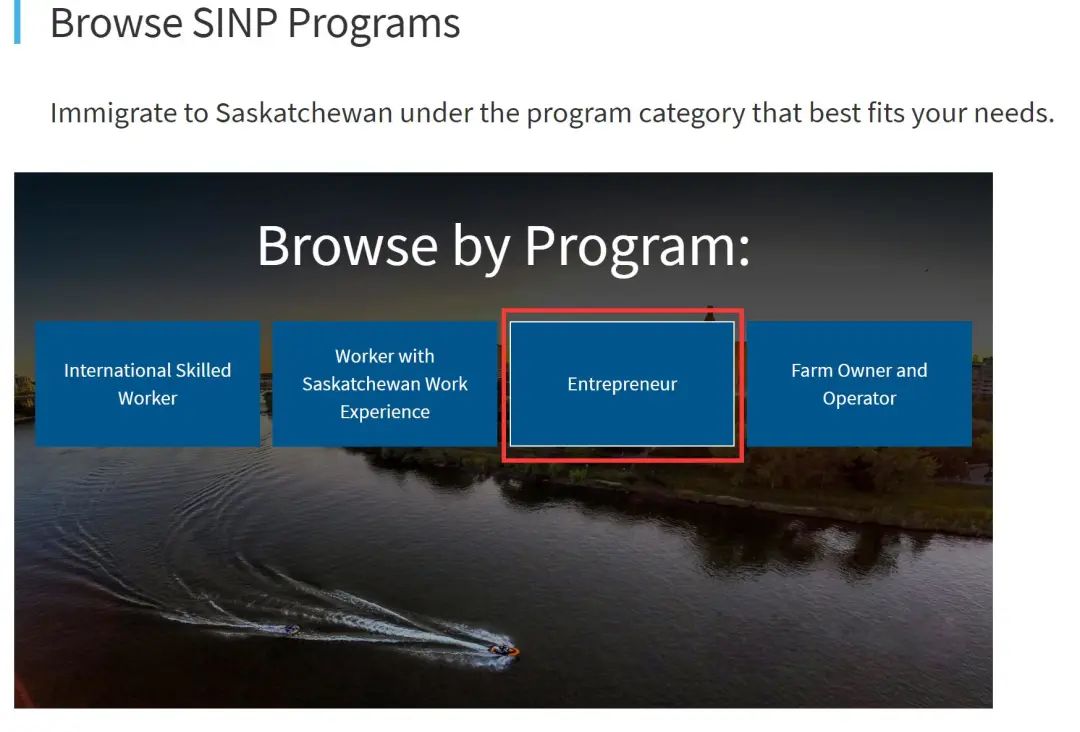 Browse SINP Programs
Immigrate to Saskatchewan under the program category that best fits your needs.
Browse by Program:
International Skilled
Worker
Worker with
Saskatchewan Work
Experience
Entrepreneur
Farm Owner and
Operator